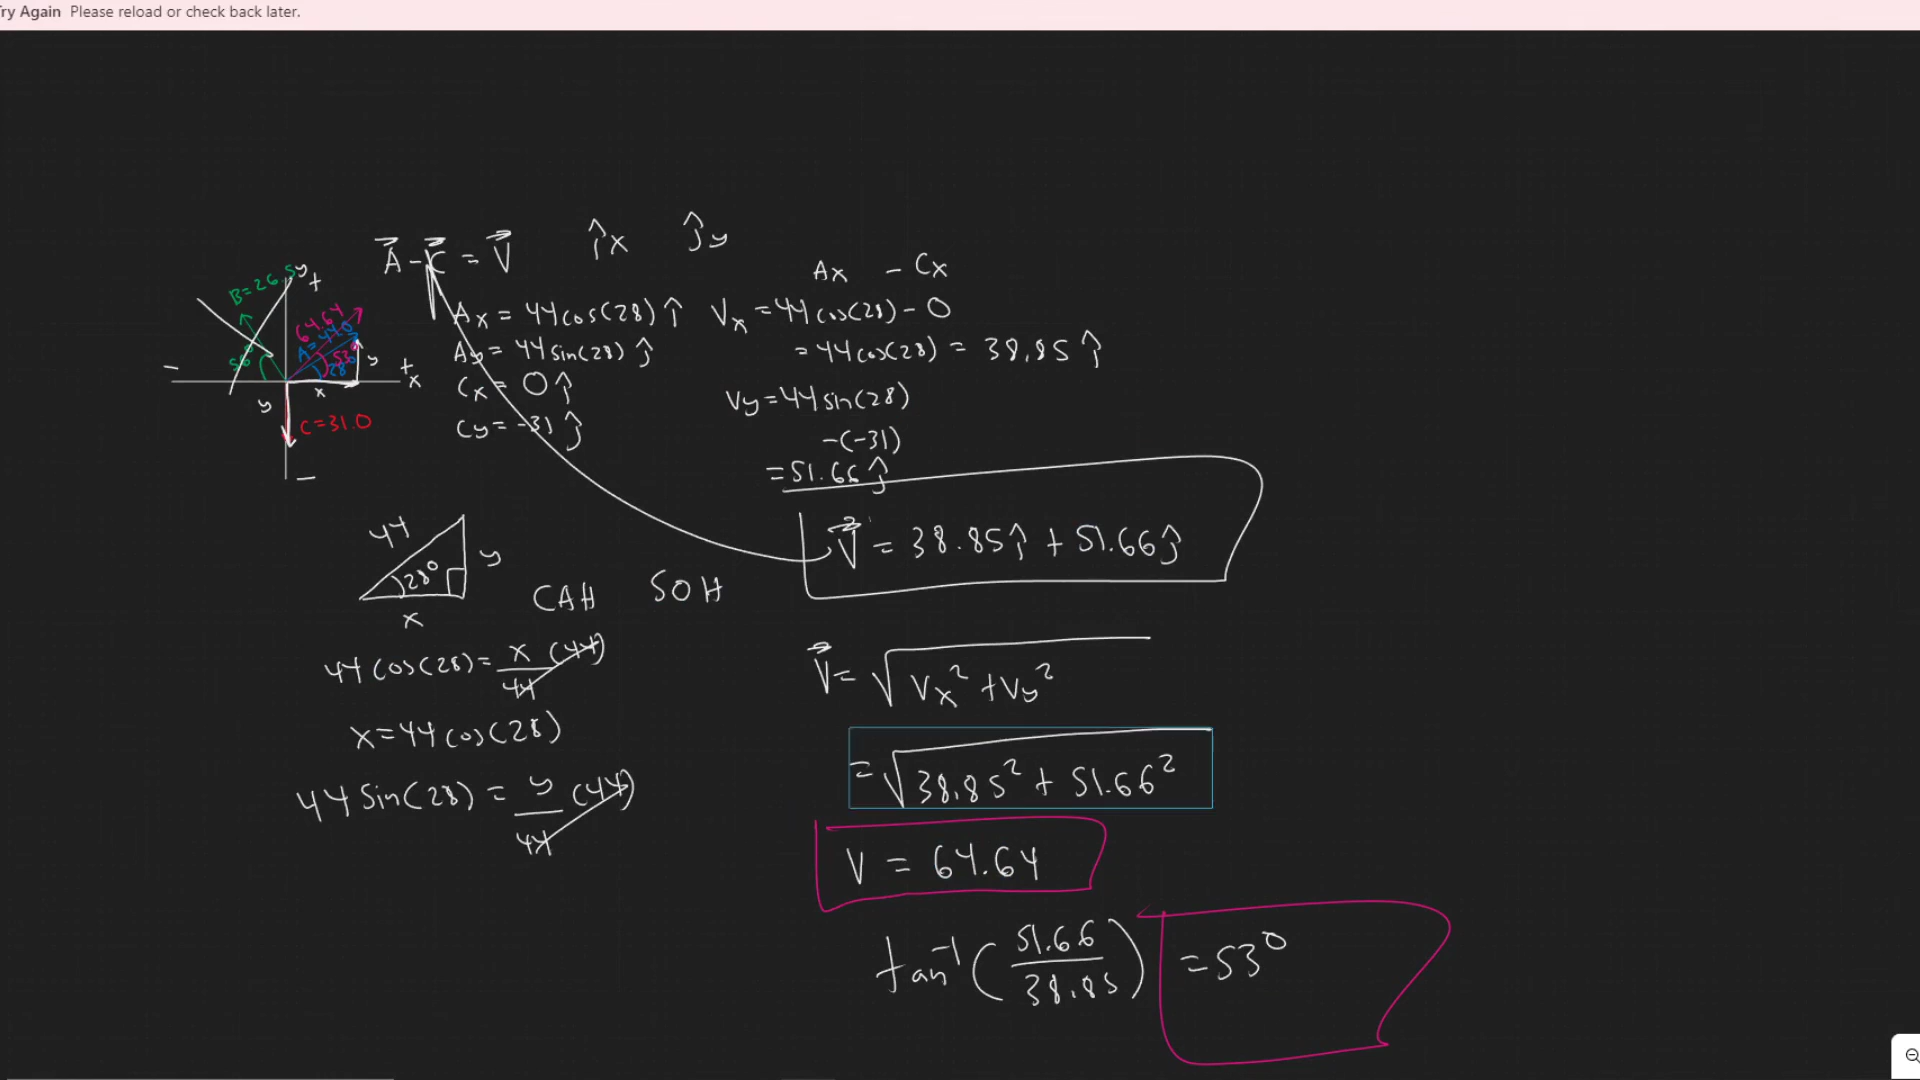 Try Again Please reload or check back later.
A⃗ - C⃗ = V⃗
î x
ĵ y
Ax - Cx
B=26.5
y
+
64.64
A=44.0
53°
28°
58°
y
x
+
x
-
y
C=31.0
-
Ax = 44cos(28) î
Ay = 44sin(28) ĵ
Cx = 0 î
Cy = -31 ĵ
Vx = 44cos(28) - 0
= 44cos(28) = 38.85 î
Vy = 44sin(28)
-(-31)
= 51.66 ĵ
V⃗ = 38.85 î + 51.66 ĵ
44
28°
y
x
CAH SOH
44cos(28) = x/44 (44)
x = 44cos(28)
44sin(28) = y/44 (44)
V⃗ = √(Vx² + Vy²)
= √(38.85² + 51.66²)
V = 64.64
tan⁻¹(51.66/38.85) = 53°